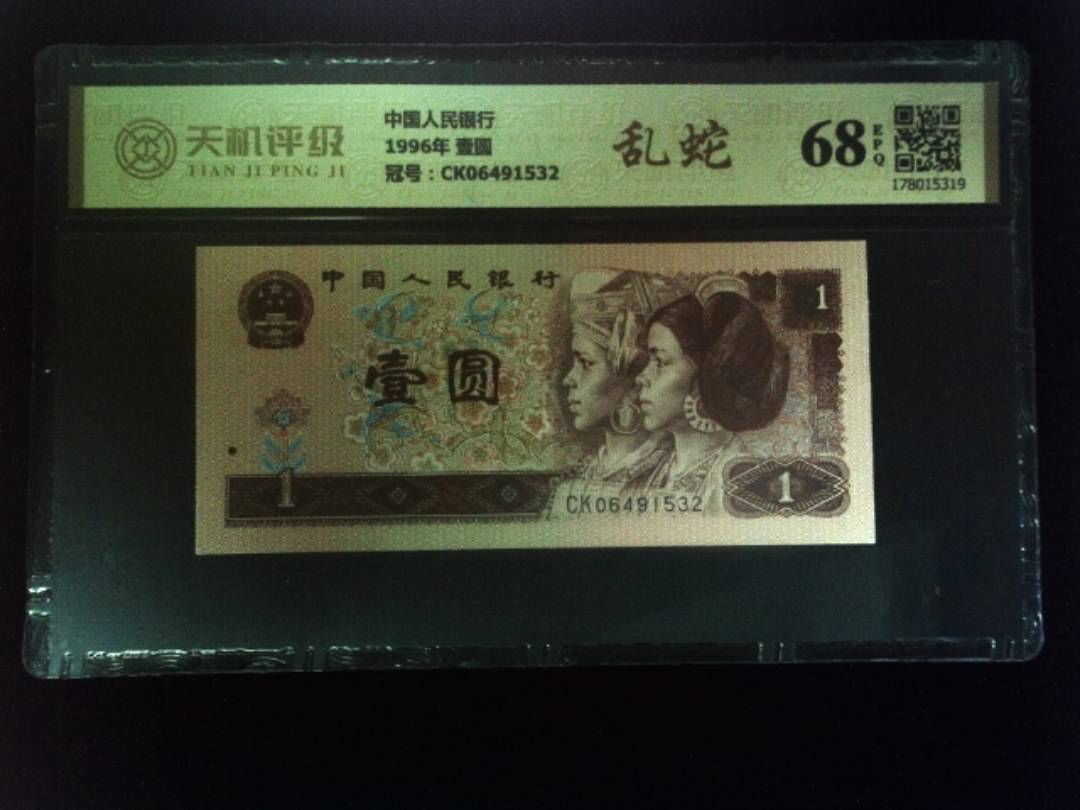 天机评级
TIAN JI PING JI
中国人民银行
1996年 壹圆
冠号：CK06491532
乱蛇
68
EPQ
178015319
中国人民银行
1
壹圆
1
CK06491532
1